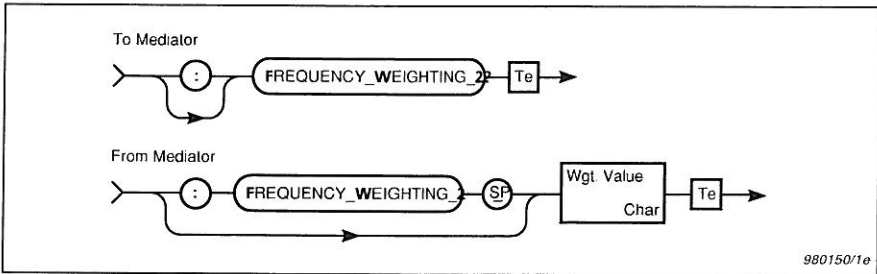 To Mediator
: FREQUENCY_WEIGHTING_2? Te
From Mediator
: FREQUENCY_WEIGHTING_2 SP Wgt. Value Char Te
980150/1e